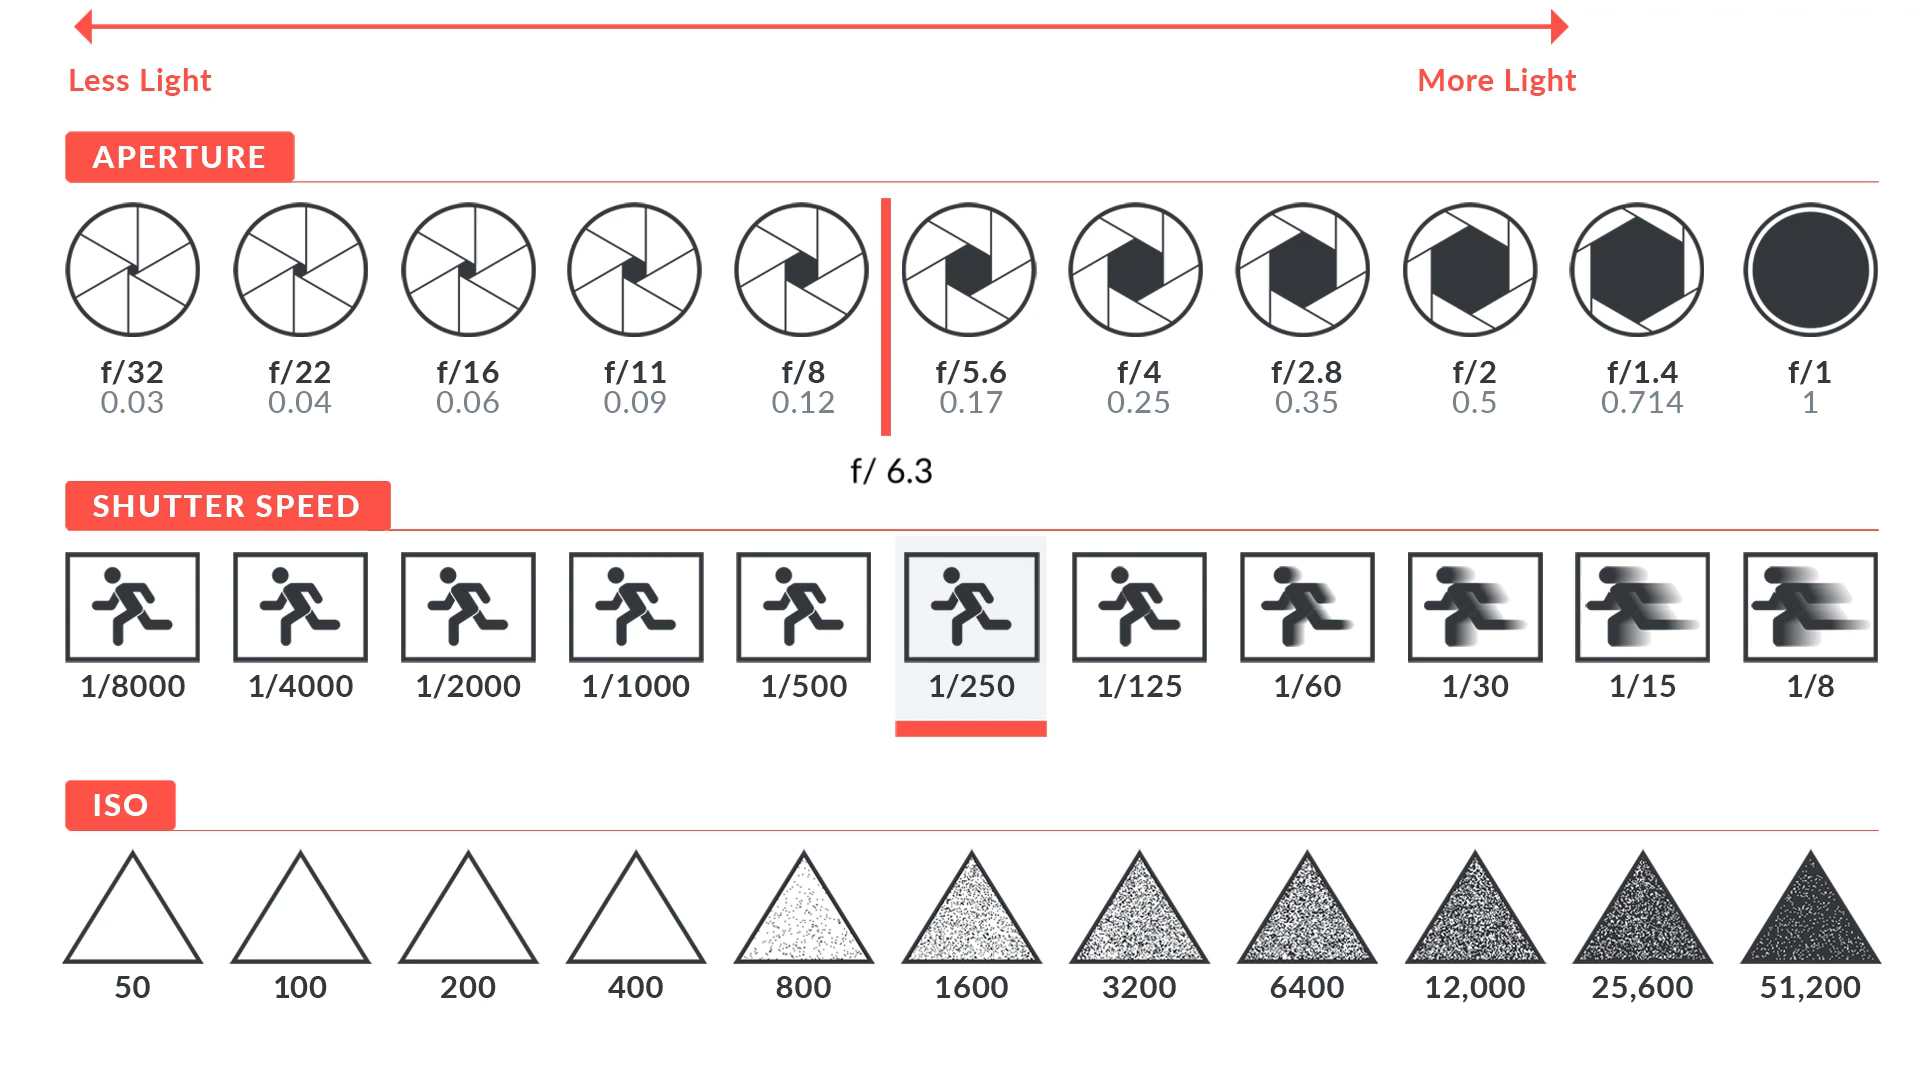 Less Light More Light
APERTURE
f/32 f/22 f/16 f/11 f/8 f/5.6 f/4 f/2.8 f/2 f/1.4 f/1
0.03 0.04 0.06 0.09 0.12 0.17 0.25 0.35 0.5 0.714 1
f/ 6.3
SHUTTER SPEED
1/8000 1/4000 1/2000 1/1000 1/500 1/250 1/125 1/60 1/30 1/15 1/8
ISO
50 100 200 400 800 1600 3200 6400 12,000 25,600 51,200